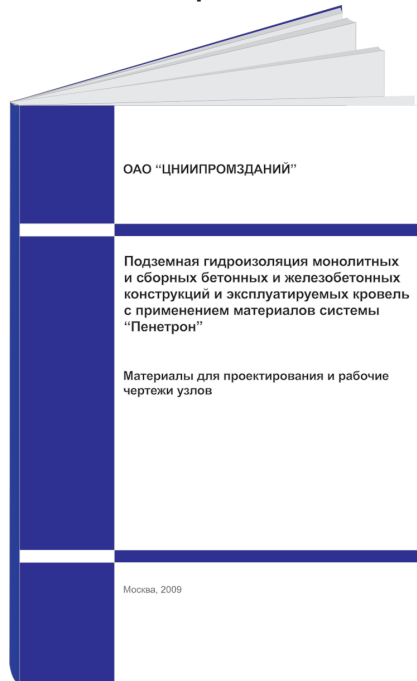 ОАО “ЦНИИПРОМЗДАНИЙ”
Подземная гидроизоляция монолитных
и сборных бетонных и железобетонных
конструкций и эксплуатируемых кровель
с применением материалов системы
“Пенетрон”
Материалы для проектирования и рабочие
чертежи узлов
Москва, 2009